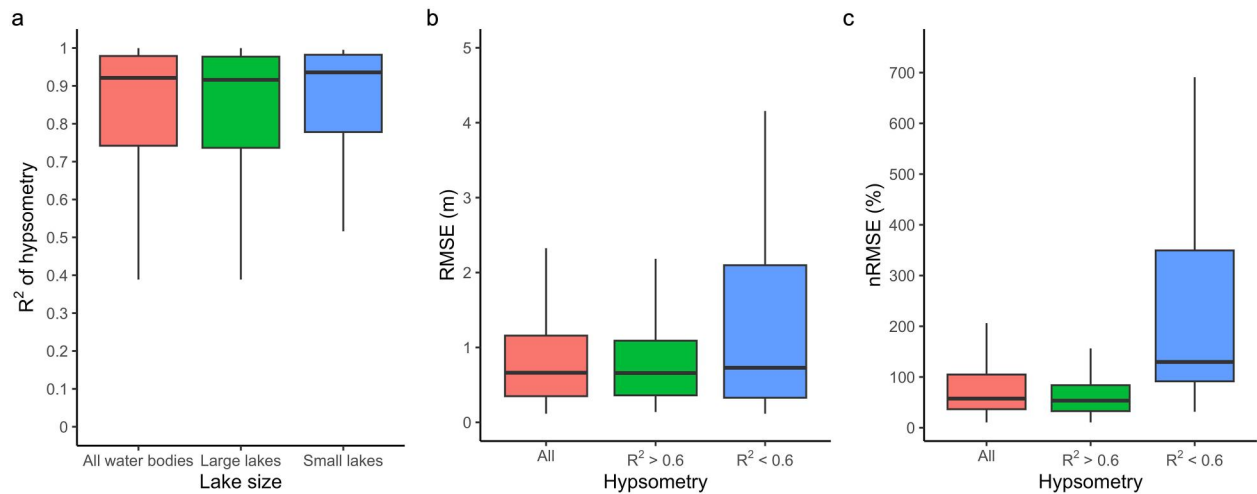 a
R² of hypsometry
1
0.9
0.8
0.7
0.6
0.5
0.4
0.3
0.2
0.1
0
All water bodies Large lakes Small lakes
Lake size
b
RMSE (m)
5
4
3
2
1
0
All R² > 0.6 R² < 0.6
Hypsometry
c
nRMSE (%)
700
600
500
400
300
200
100
0
All R² > 0.6 R² < 0.6
Hypsometry